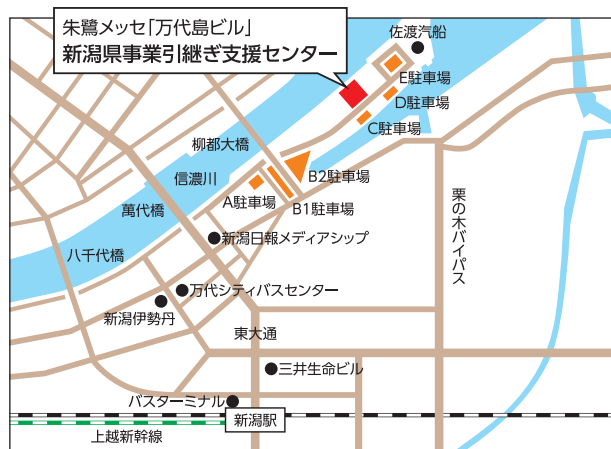 朱鷺メッセ「万代島ビル」
新潟県事業引継ぎ支援センター
佐渡汽船
E駐車場
D駐車場
C駐車場
柳都大橋
信濃川
B2駐車場
A駐車場
B1駐車場
萬代橋
栗の木バイパス
新潟日報メディアシップ
八千代橋
万代シティバスセンター
新潟伊勢丹
東大通
三井生命ビル
バスターミナル
新潟駅
上越新幹線